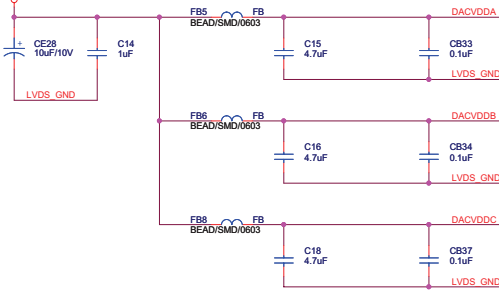 FB5 FB DACVDDA
BEAD/SMD/0603
+
CE28
10uF/10V
C14
1uF
C15
4.7uF
CB33
0.1uF
LVDS_GND
LVDS_GND
FB6 FB DACVDDB
BEAD/SMD/0603
C16
4.7uF
CB34
0.1uF
LVDS_GND
FB8 FB DACVDDC
BEAD/SMD/0603
C18
4.7uF
CB37
0.1uF
LVDS_GND